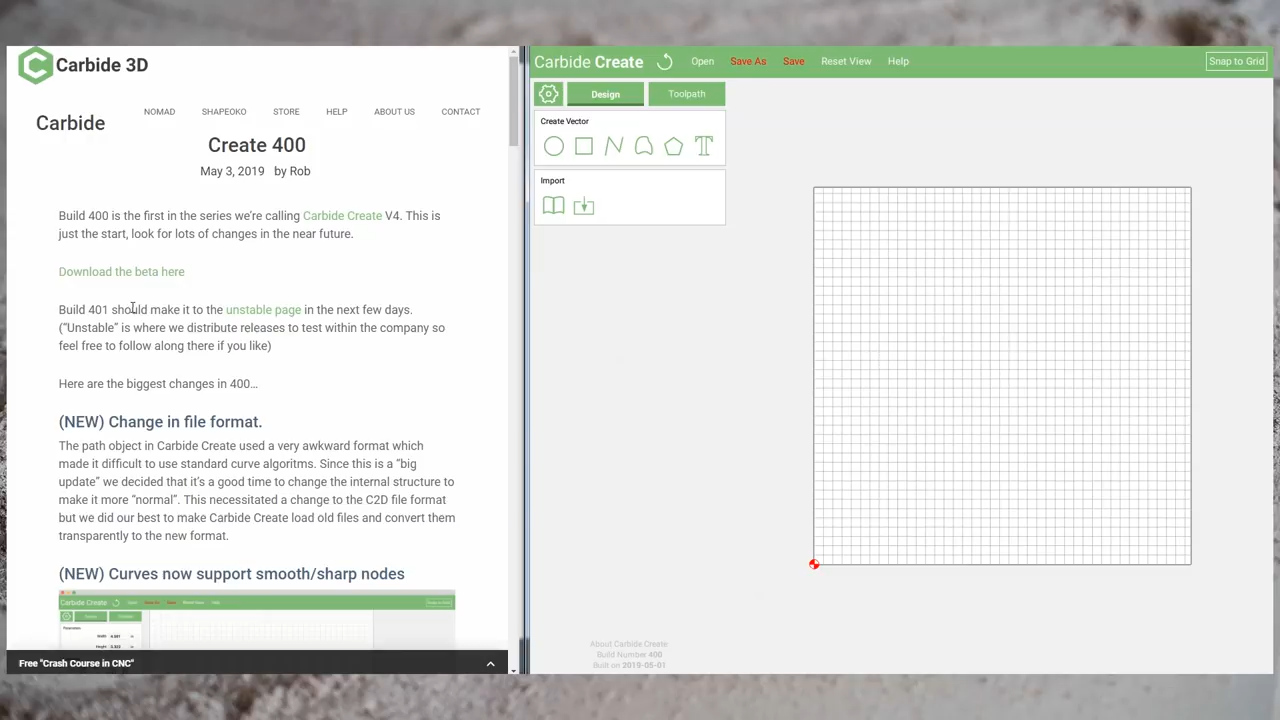 Carbide 3D
NOMAD SHAPEOKO STORE HELP ABOUT US CONTACT
Carbide
Create 400
May 3, 2019 by Rob
Build 400 is the first in the series we're calling Carbide Create V4. This is
just the start, look for lots of changes in the near future.
Download the beta here
Build 401 should make it to the unstable page in the next few days.
("Unstable" is where we distribute releases to test within the company so
feel free to follow along there if you like)
Here are the biggest changes in 400…
(NEW) Change in file format.
The path object in Carbide Create used a very awkward format which
made it difficult to use standard curve algoritms. Since this is a "big
update" we decided that it's a good time to change the internal structure to
make it more "normal". This necessitated a change to the C2D file format
but we did our best to make Carbide Create load old files and convert them
transparently to the new format.
(NEW) Curves now support smooth/sharp nodes
Carbide Create
Free "Crash Course in CNC"
Carbide Create Open Save As Save Reset View Help Snap to Grid
Design Toolpath
Create Vector
Import
About Carbide Create
Build Number 400
Built on 2019-05-01